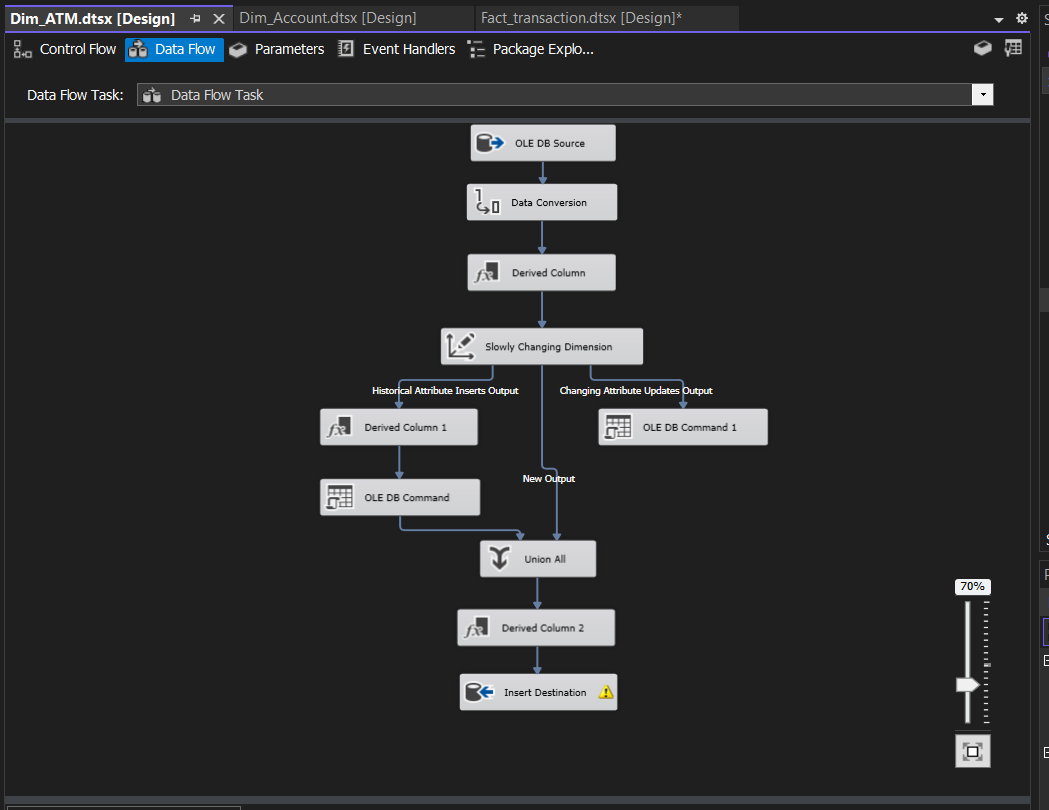 Dim_ATM.dtsx [Design]
Dim_Account.dtsx [Design]
Fact_transaction.dtsx [Design]*
Control Flow
Data Flow
Parameters
Event Handlers
Package Explo...
Data Flow Task:
Data Flow Task
OLE DB Source
Data Conversion
fx Derived Column
Slowly Changing Dimension
Historical Attribute Inserts Output
Changing Attribute Updates Output
fx Derived Column 1
OLE DB Command 1
New Output
OLE DB Command
Union All
fx Derived Column 2
Insert Destination
70%